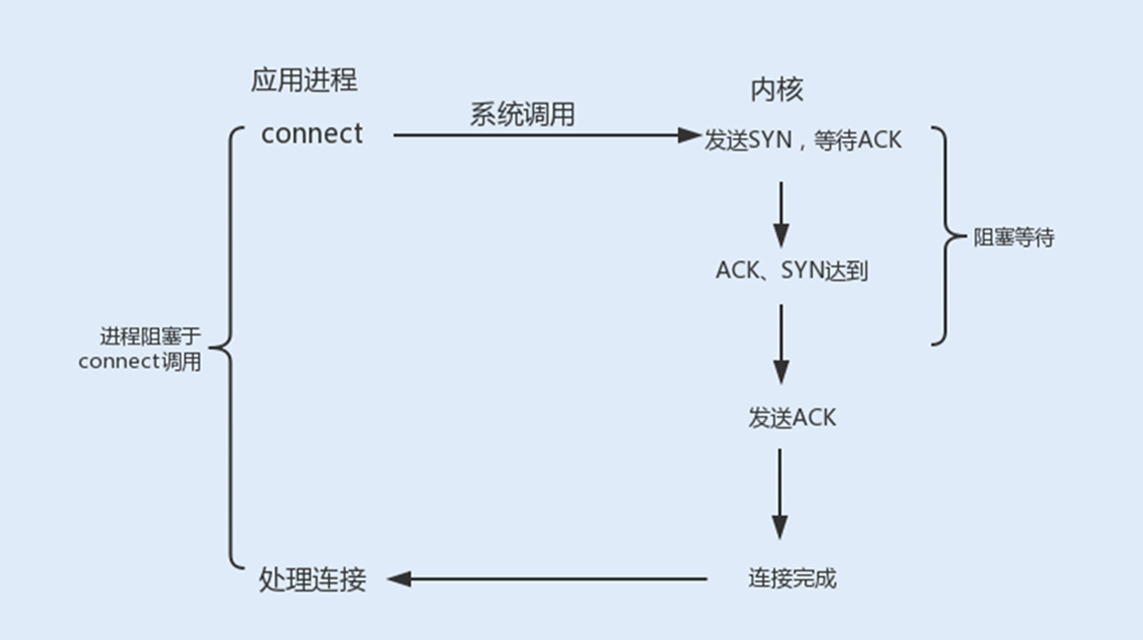 应用进程
内核
connect
系统调用
发送SYN，等待ACK
阻塞等待
ACK、SYN达到
进程阻塞于
connect调用
发送ACK
处理连接
连接完成